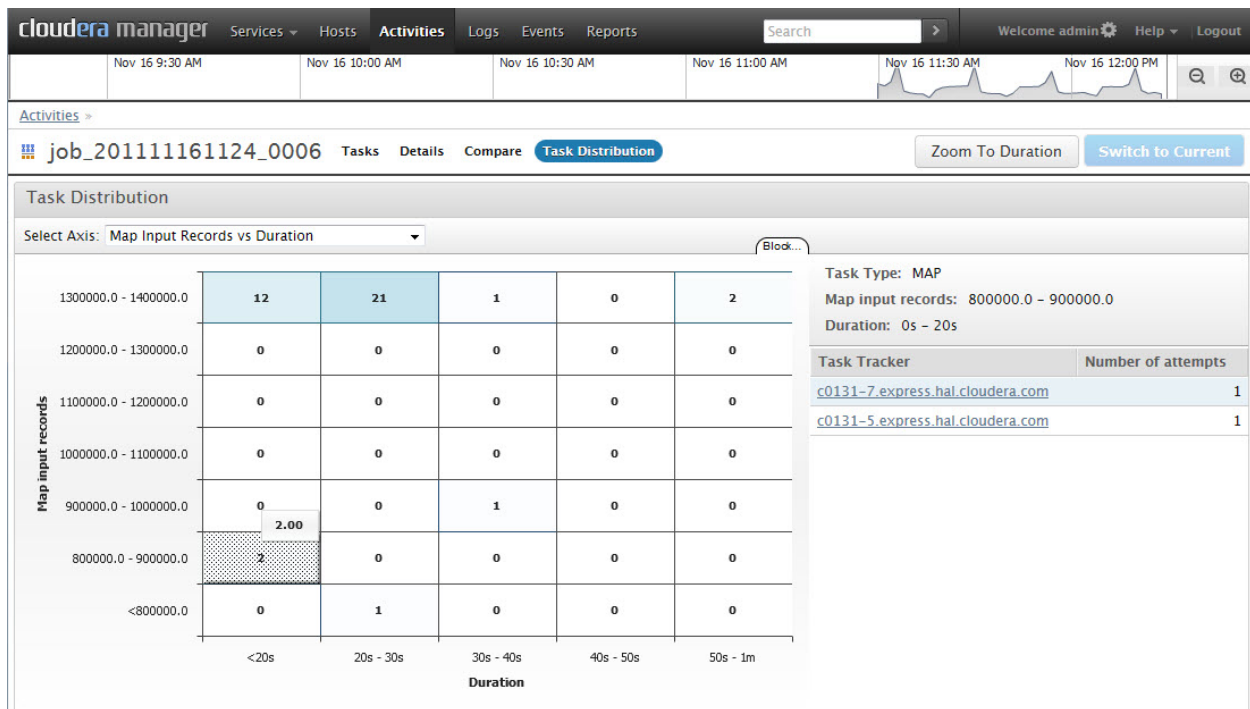 cloudera manager Services Hosts Activities Logs Events Reports Search > Welcome admin Help Logout
Nov 16 9:30 AM Nov 16 10:00 AM Nov 16 10:30 AM Nov 16 11:00 AM Nov 16 11:30 AM Nov 16 12:00 PM
Activities »
job_201111161124_0006 Tasks Details Compare Task Distribution Zoom To Duration Switch to Current
Task Distribution
Select Axis: Map Input Records vs Duration
Block...
Map input records
1300000.0 - 1400000.0 12 21 1 0 2
1200000.0 - 1300000.0 0 0 0 0 0
1100000.0 - 1200000.0 0 0 0 0 0
1000000.0 - 1100000.0 0 0 0 0 0
900000.0 - 1000000.0 0 0 1 0 0
2.00
800000.0 - 900000.0 2 0 0 0 0
<800000.0 0 1 0 0 0
<20s 20s - 30s 30s - 40s 40s - 50s 50s - 1m
Duration
Task Type: MAP
Map input records: 800000.0 – 900000.0
Duration: 0s – 20s
Task Tracker Number of attempts
c0131-7.express.hal.cloudera.com 1
c0131-5.express.hal.cloudera.com 1